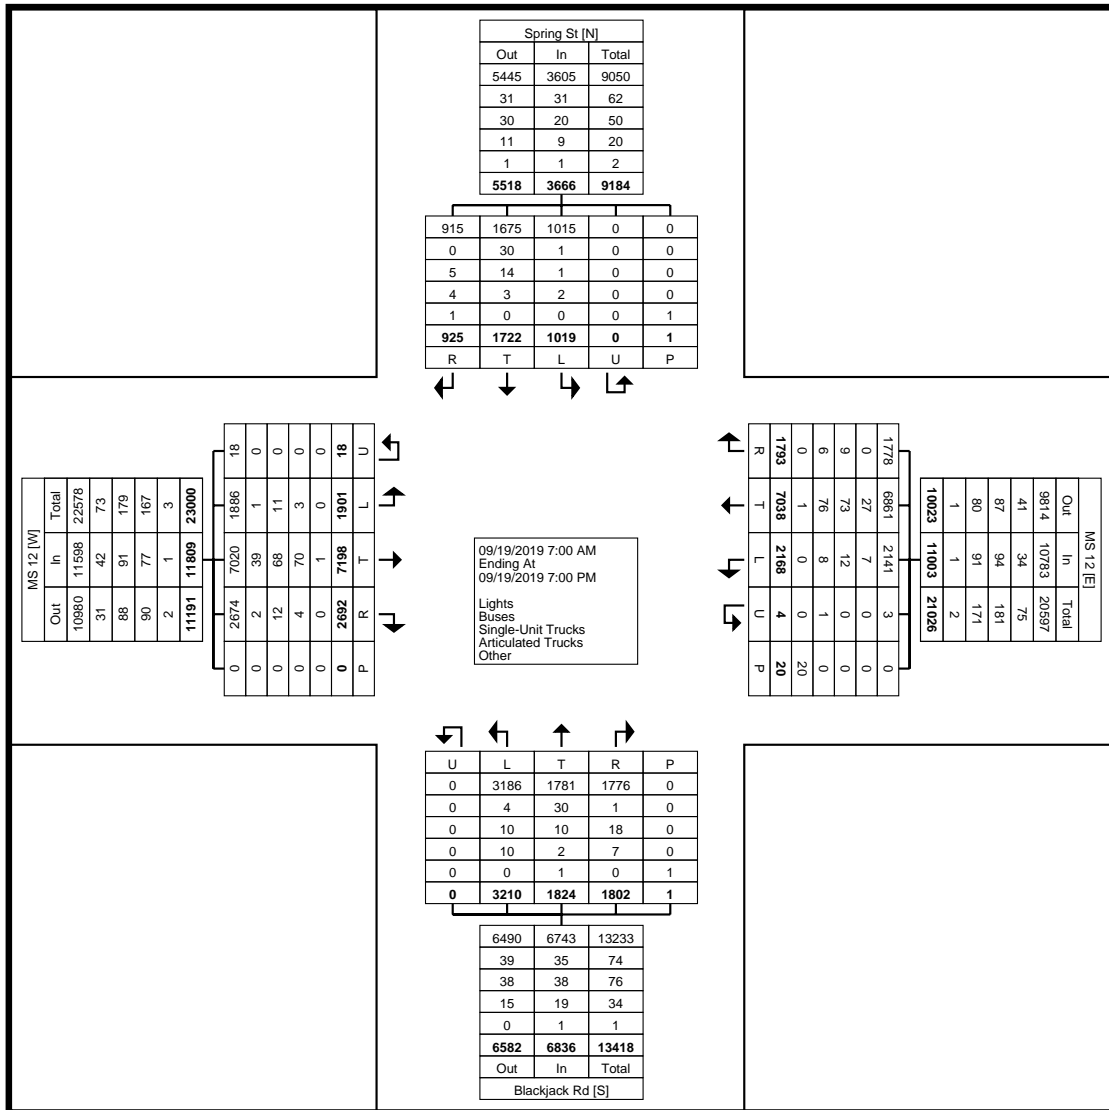 Spring St [N]
Out In Total
5445 3605 9050
31 31 62
30 20 50
11 9 20
1 1 2
5518 3666 9184
915 1675 1015 0 0
0 30 1 0 0
5 14 1 0 0
4 3 2 0 0
1 0 0 0 1
925 1722 1019 0 1
R T L U P
MS 12 [W]
Total 22578 73 179 167 3 23000
In 11598 42 91 77 1 11809
Out 10980 31 88 90 2 11191
18 0 0 0 0 18 U
1886 1 11 3 0 1901 L
7020 39 68 70 1 7198 T
2674 2 12 4 0 2692 R
0 0 0 0 0 0 P
09/19/2019 7:00 AM
Ending At
09/19/2019 7:00 PM
Lights
Buses
Single-Unit Trucks
Articulated Trucks
Other
R 1793 0 6 9 0 1778
T 7038 1 76 73 27 6861
L 2168 0 8 12 7 2141
U 4 0 1 0 0 3
P 20 20 0 0 0 0
10023 1 80 87 41 9814 Out
11003 1 91 94 34 10783 In
21026 2 171 181 75 20597 Total
MS 12 [E]
U L T R P
0 3186 1781 1776 0
0 4 30 1 0
0 10 10 18 0
0 10 2 7 0
0 0 1 0 1
0 3210 1824 1802 1
6490 6743 13233
39 35 74
38 38 76
15 19 34
0 1 1
6582 6836 13418
Out In Total
Blackjack Rd [S]